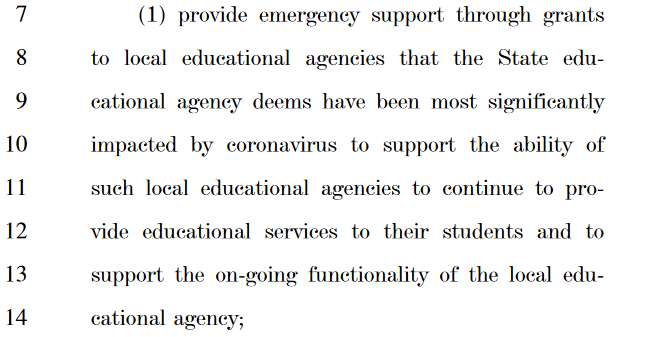 7 (1) provide emergency support through grants
8 to local educational agencies that the State edu-
9 cational agency deems have been most significantly
10 impacted by coronavirus to support the ability of
11 such local educational agencies to continue to pro-
12 vide educational services to their students and to
13 support the on-going functionality of the local edu-
14 cational agency;